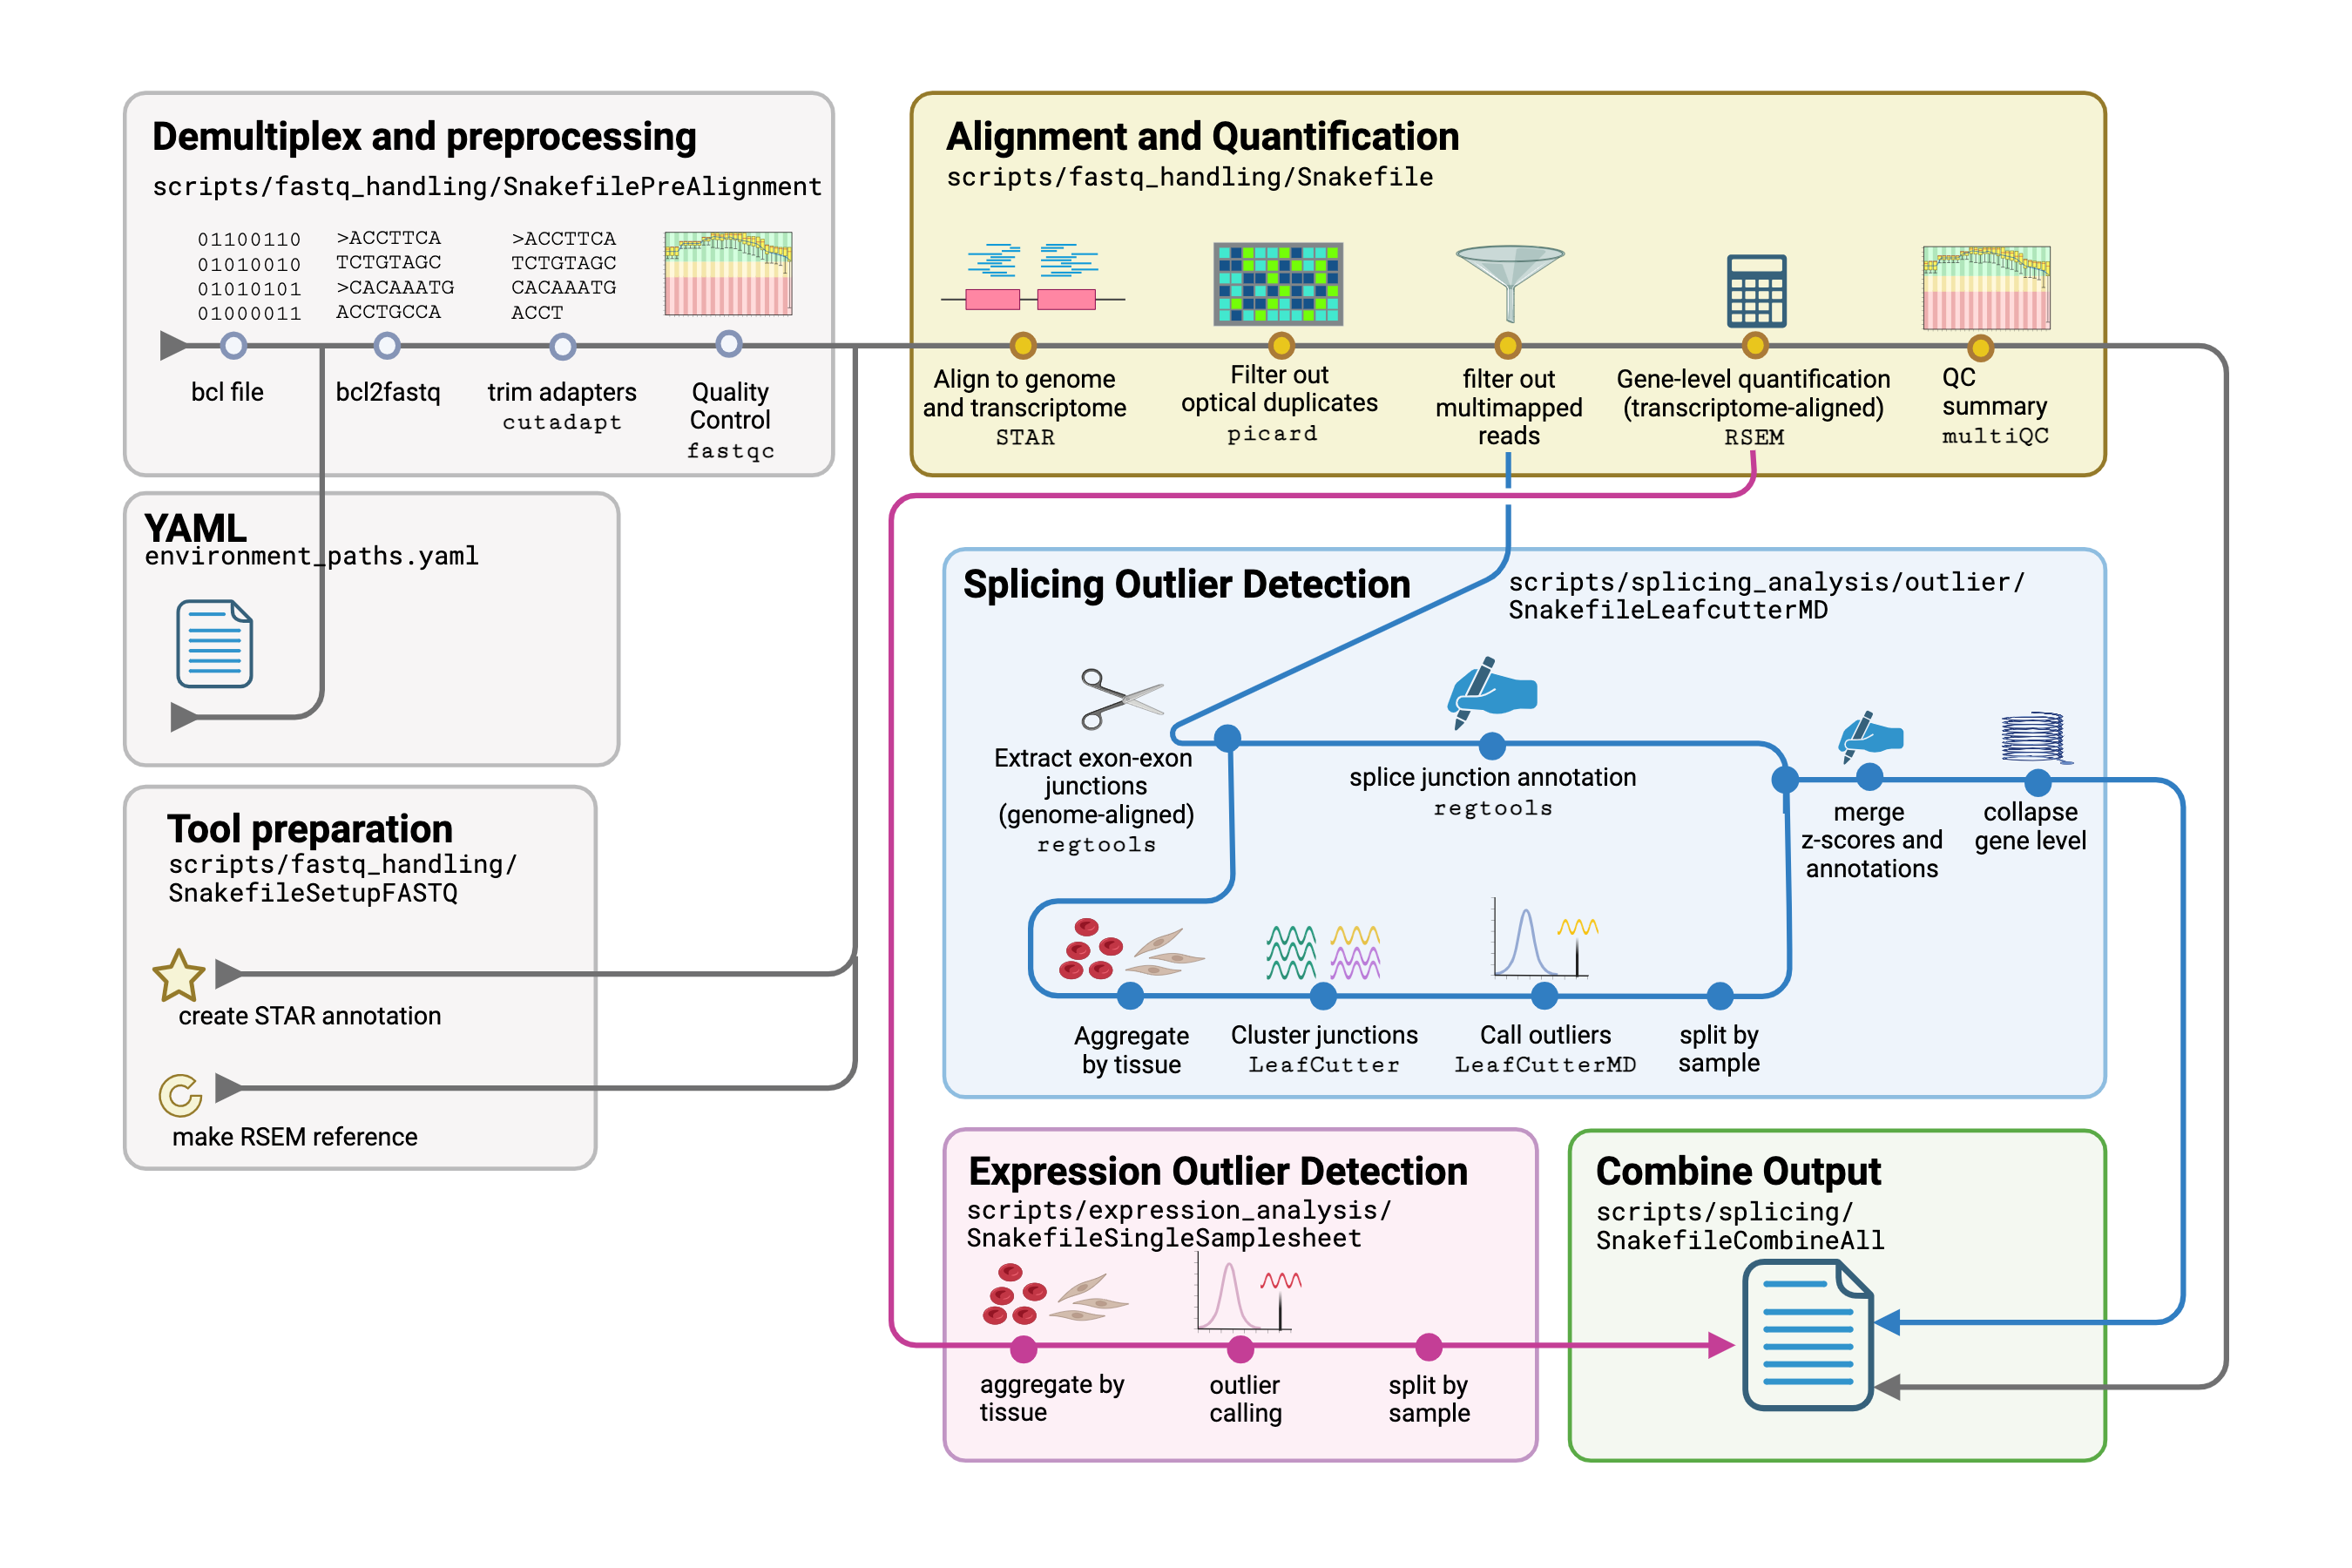 Demultiplex and preprocessing
scripts/fastq_handling/SnakefilePreAlignment
01100110
01010010
01010101
01000011
>ACCTTCA
TCTGTAGC
>CACAAATG
ACCTGCCA
>ACCTTCA
TCTGTAGC
CACAAATG
ACCT
bcl file
bcl2fastq
trim adapters
cutadapt
Quality
Control
fastqc
Alignment and Quantification
scripts/fastq_handling/Snakefile
Align to genome
and transcriptome
STAR
Filter out
optical duplicates
picard
filter out
multimapped
reads
Gene-level quantification
(transcriptome-aligned)
RSEM
QC
summary
multiQC
YAML
environment_paths.yaml
Tool preparation
scripts/fastq_handling/
SnakefileSetupFASTQ
create STAR annotation
make RSEM reference
Splicing Outlier Detection
scripts/splicing_analysis/outlier/
SnakefileLeafcutterMD
Extract exon-exon
junctions
(genome-aligned)
regtools
splice junction annotation
regtools
merge
z-scores and
annotations
collapse
gene level
Aggregate
by tissue
Cluster junctions
LeafCutter
Call outliers
LeafCutterMD
split by
sample
Expression Outlier Detection
scripts/expression_analysis/
SnakefileSingleSamplesheet
aggregate by
tissue
outlier
calling
split by
sample
Combine Output
scripts/splicing/
SnakefileCombineAll